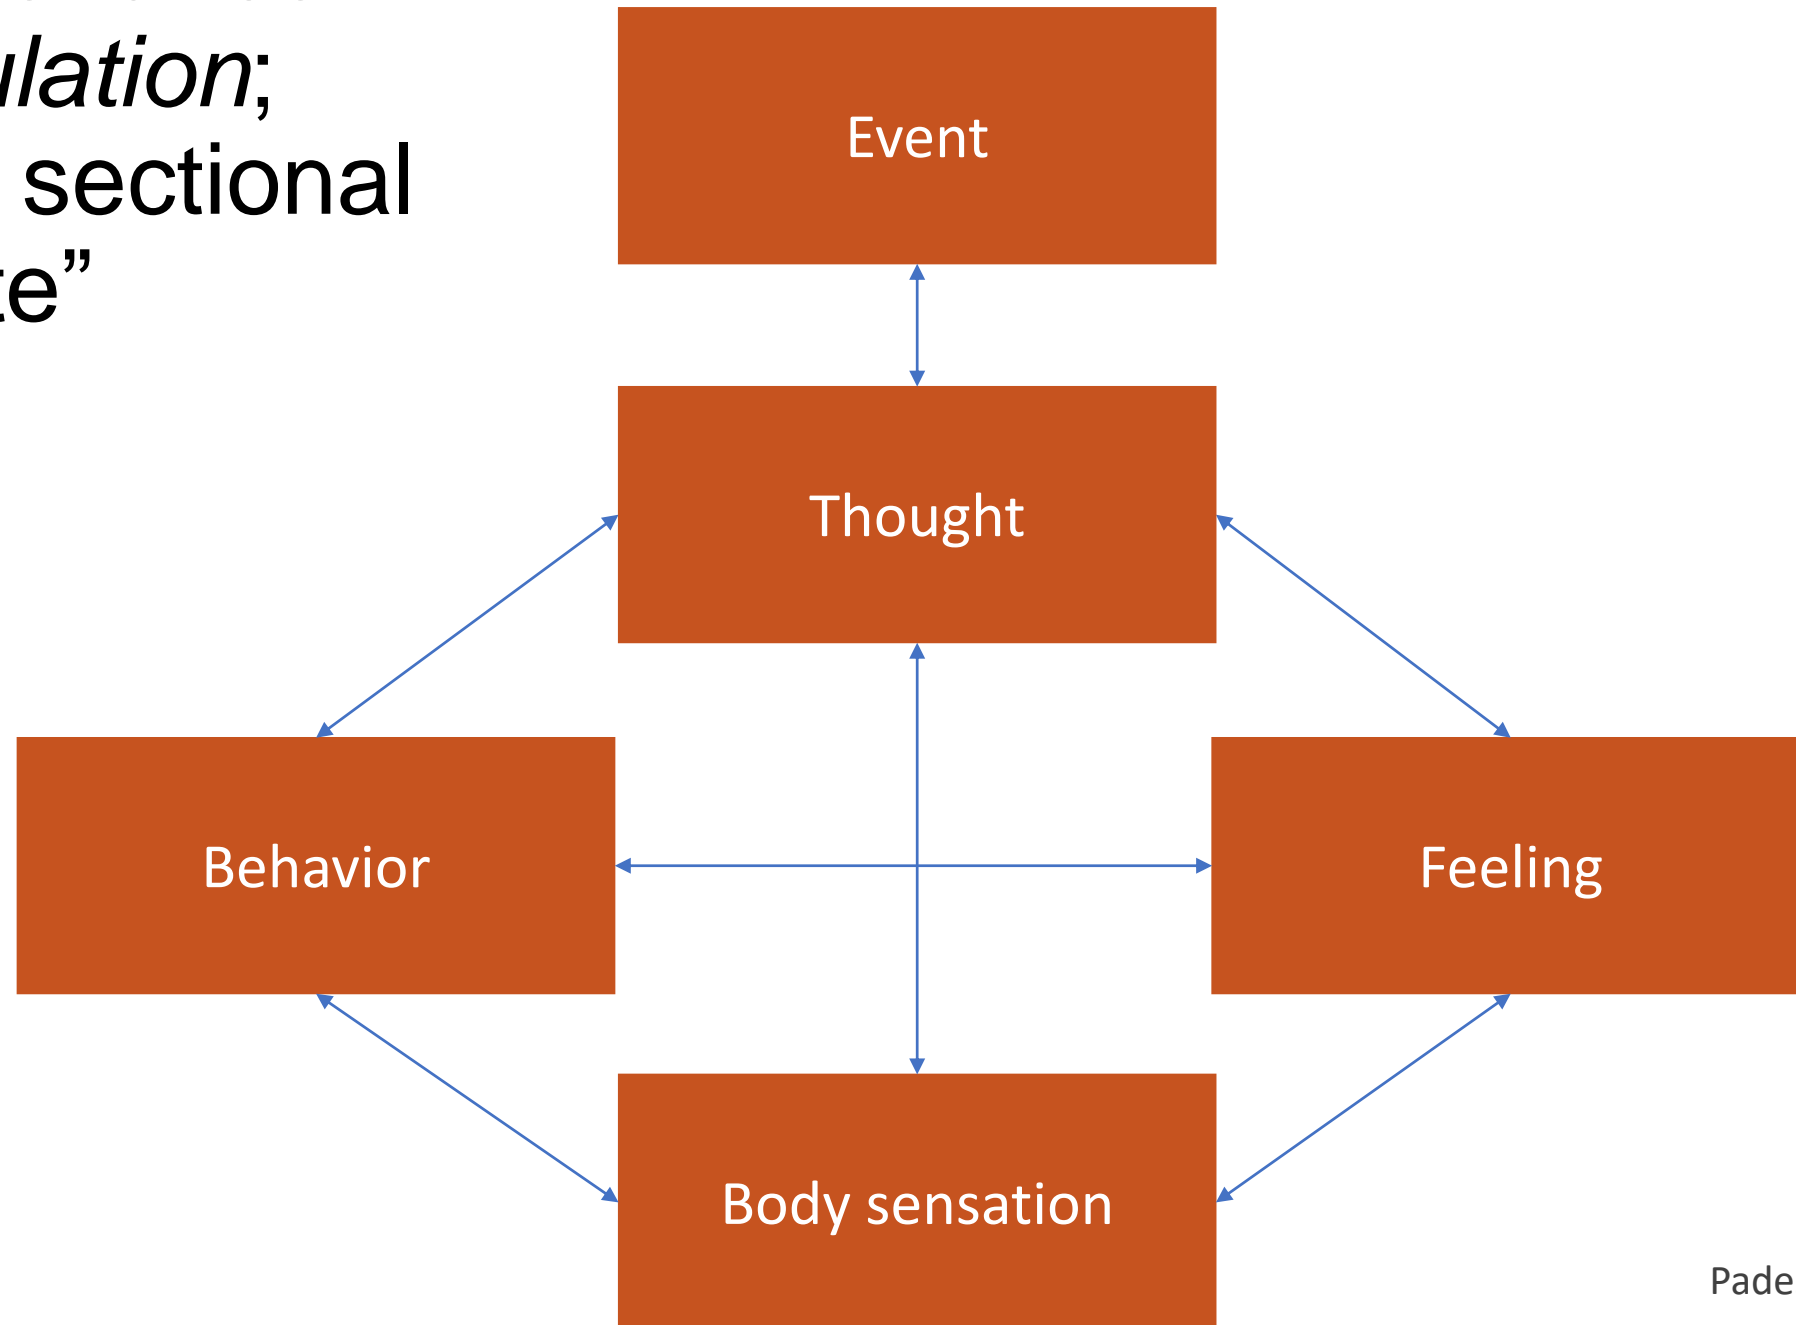 ulation;
sectional
te”
Event
Thought
Behavior
Feeling
Body sensation
Pade